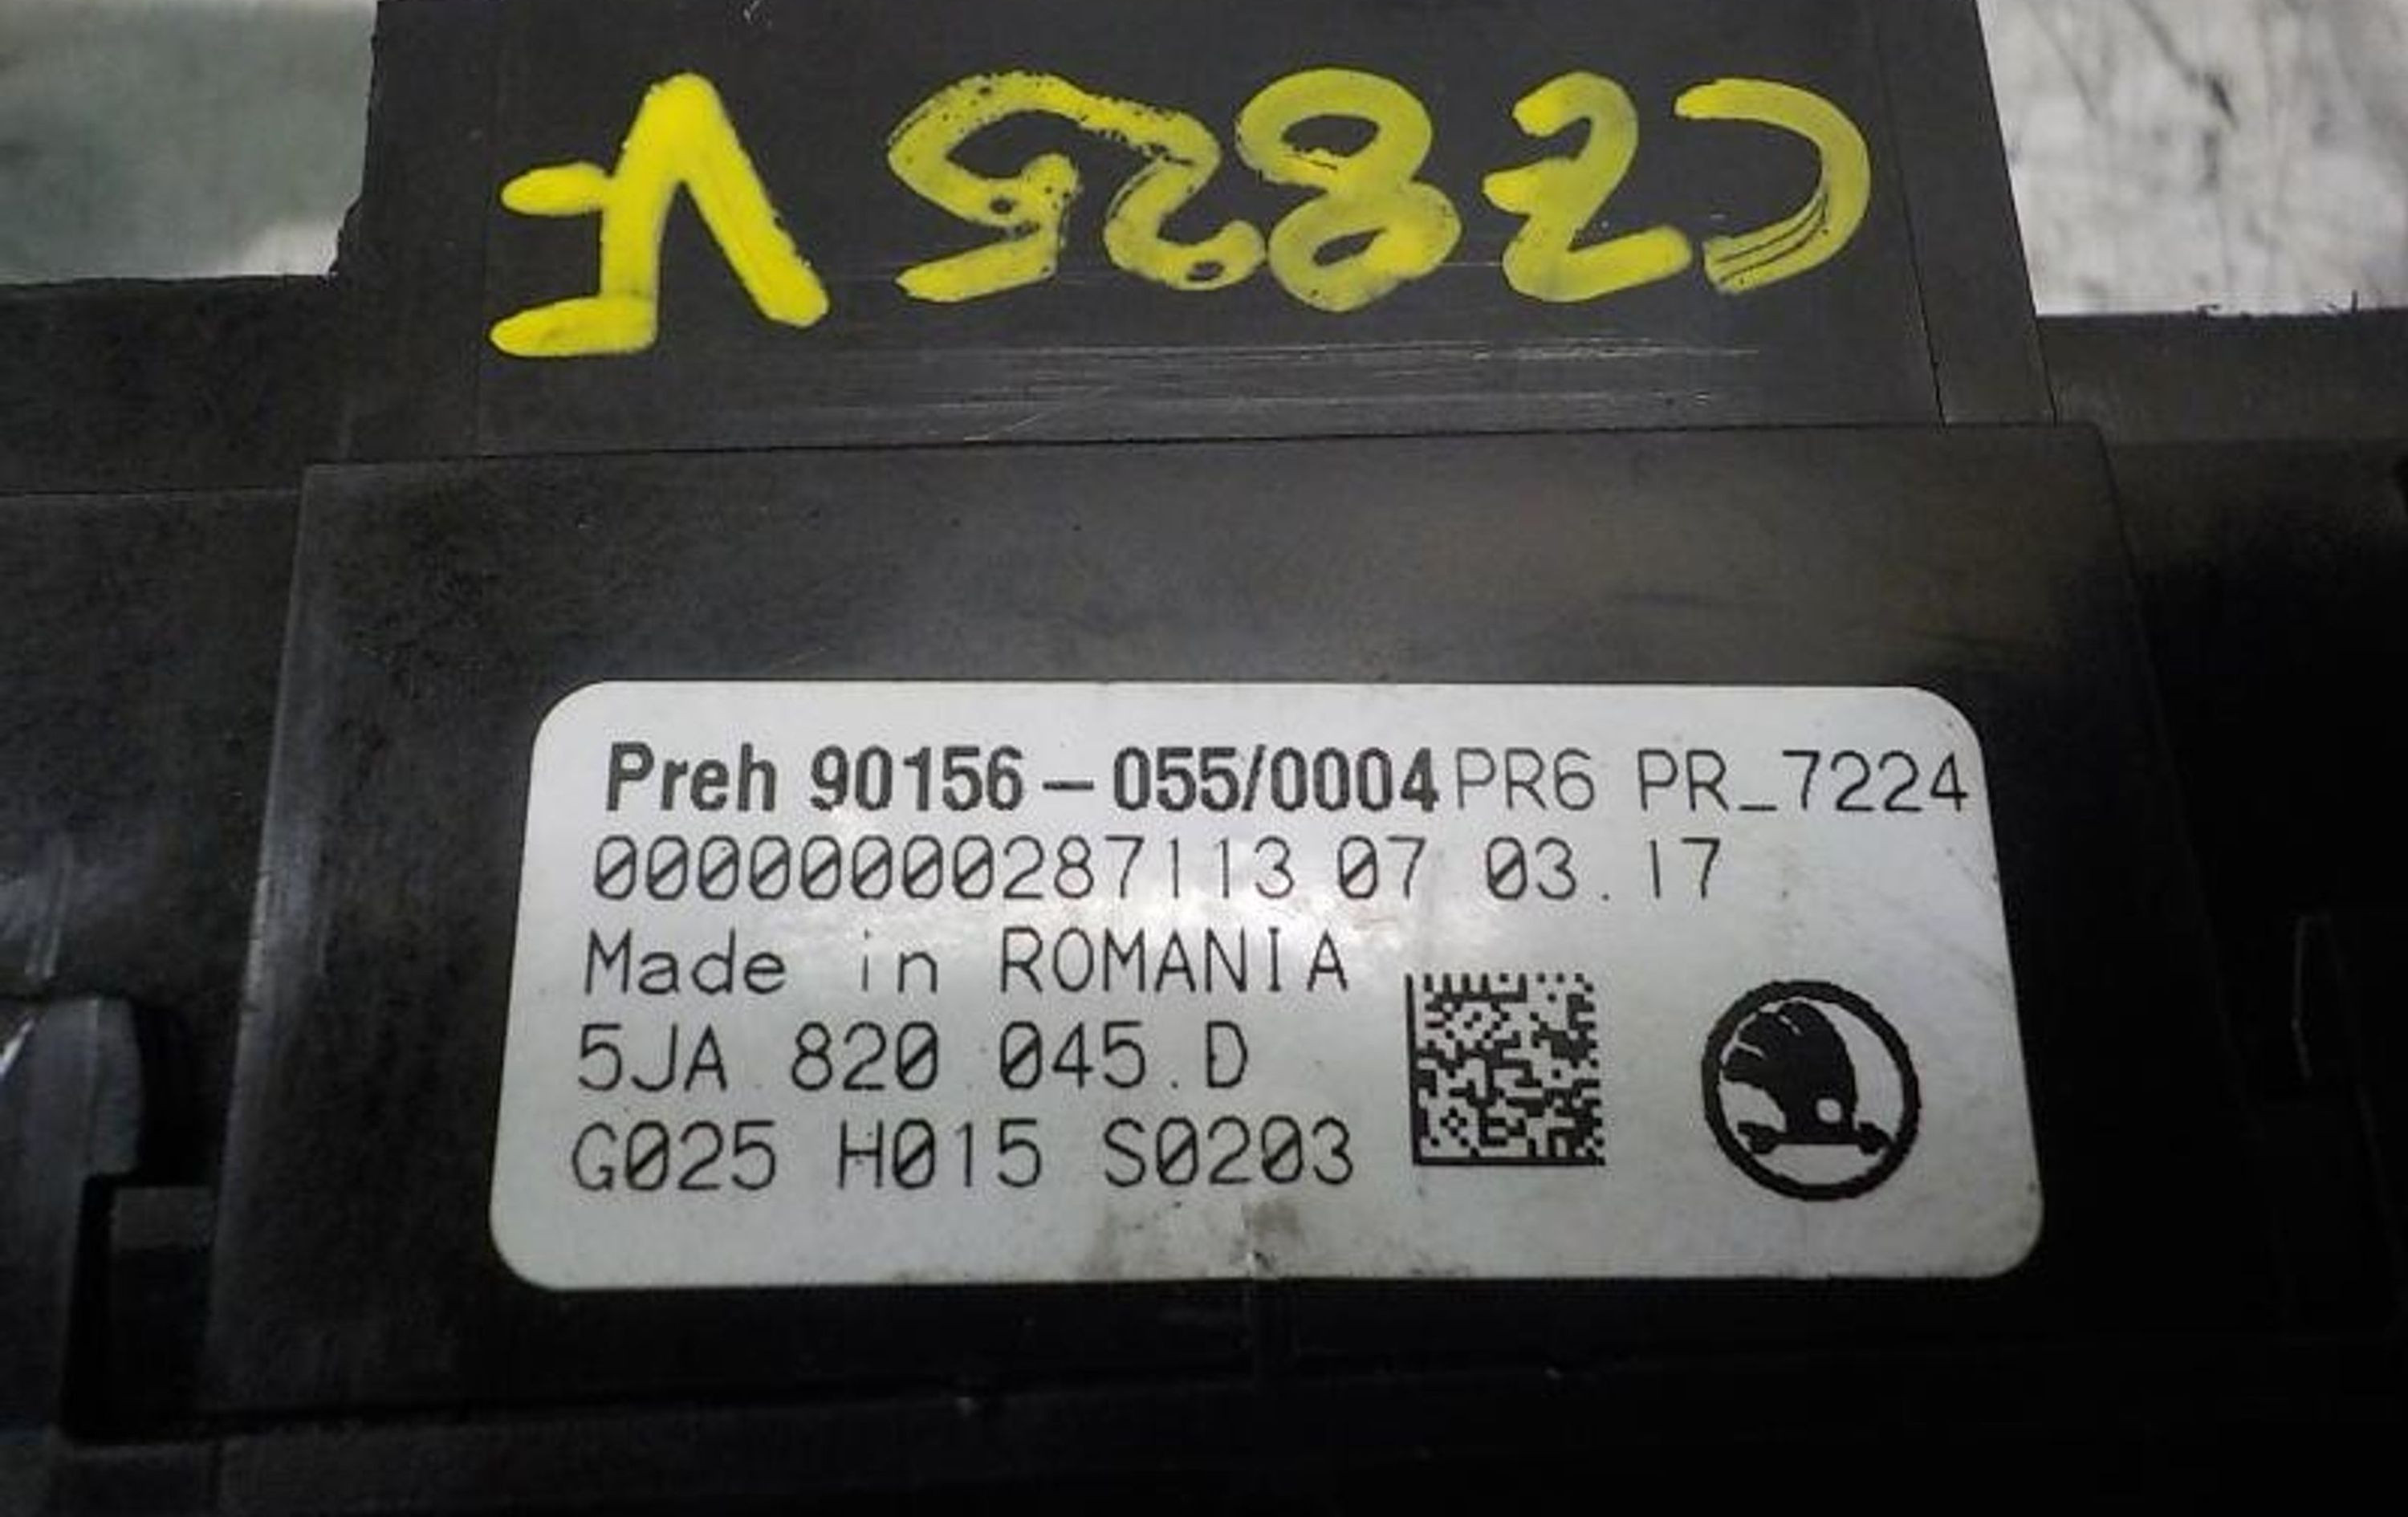 Preh 90156-055/0004 PR6 PR_7224
00000000287113 07 03.17
Made in ROMANIA
5JA 820 045.D
G025 H015 S0203